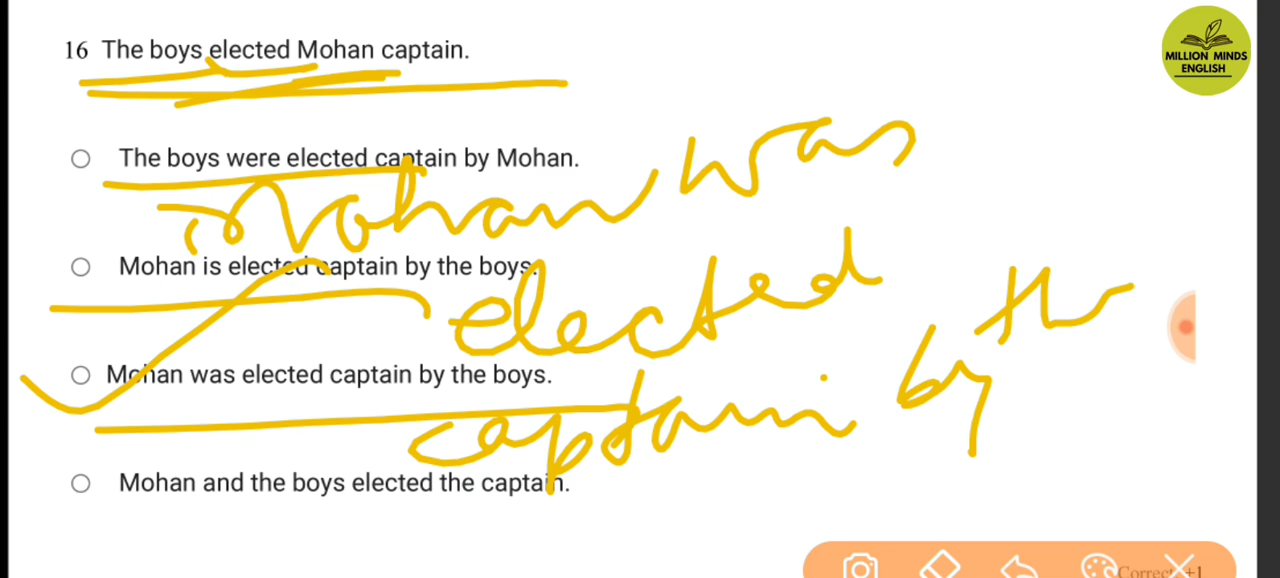 16 The boys elected Mohan captain.
MILLION MINDS
ENGLISH
The boys were elected captain by Mohan.
Mohan was
Mohan is elected captain by the boys.
elected
Mohan was elected captain by the boys.
captain by the
Mohan and the boys elected the captain.
Correct +1